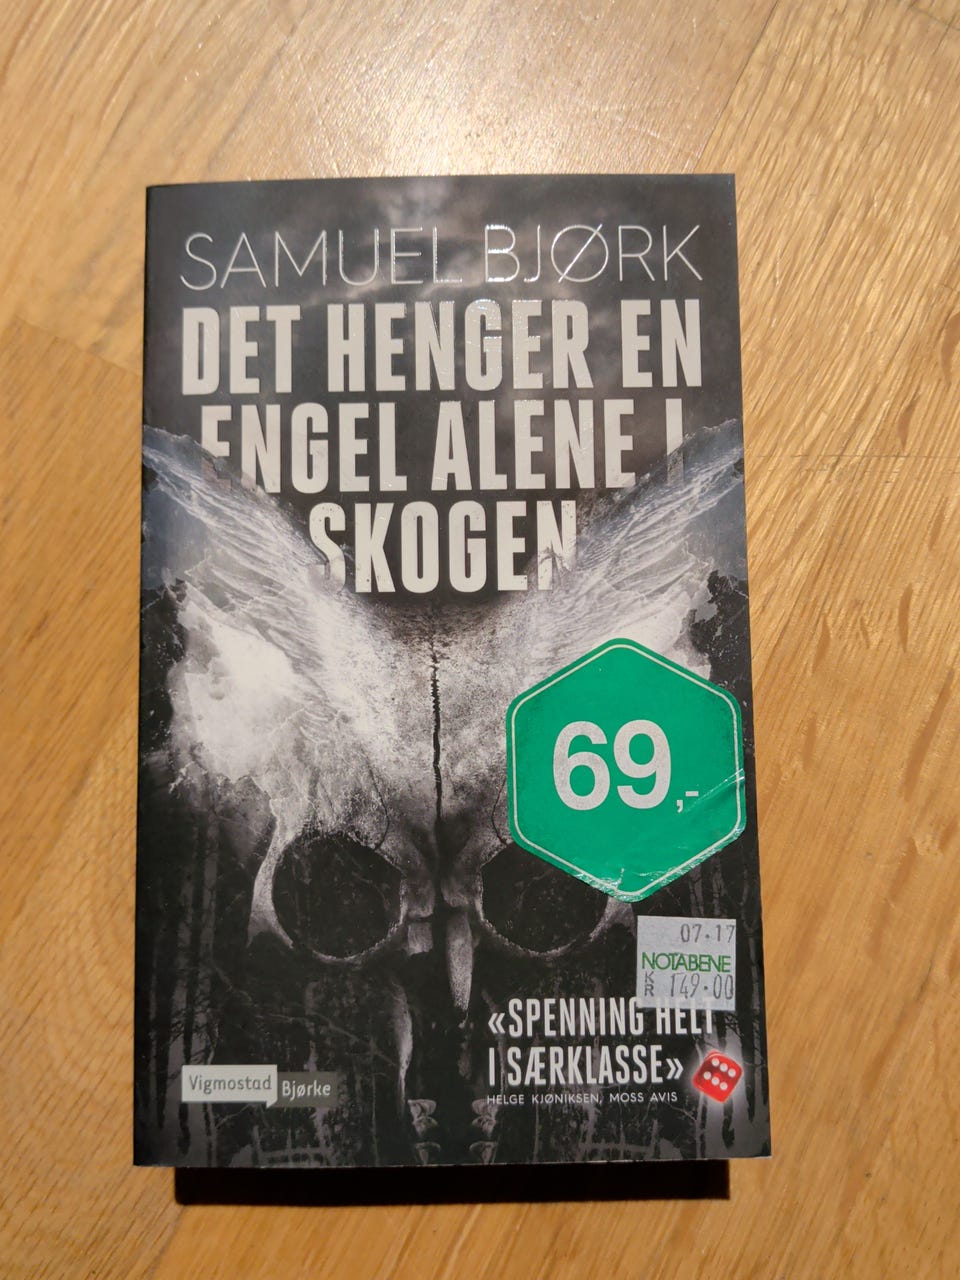 SAMUEL BJØRK
DET HENGER EN
ENGEL ALENE I
SKOGEN
69,-
07.17
NOTABENE
KR 149.00
«SPENNING HELT
I SÆRKLASSE»
HELGE KJØNIKSEN, MOSS AVIS
Vigmostad
Bjørke